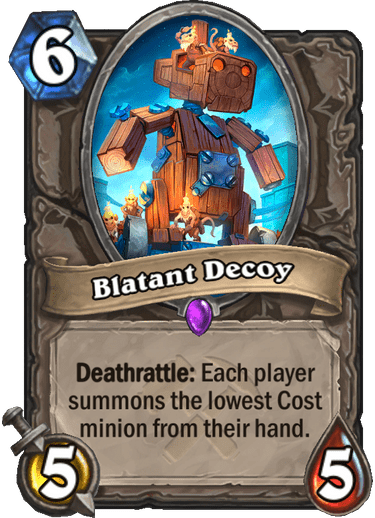 6
Blatant Decoy
Deathrattle: Each player
summons the lowest Cost
minion from their hand.
5 5